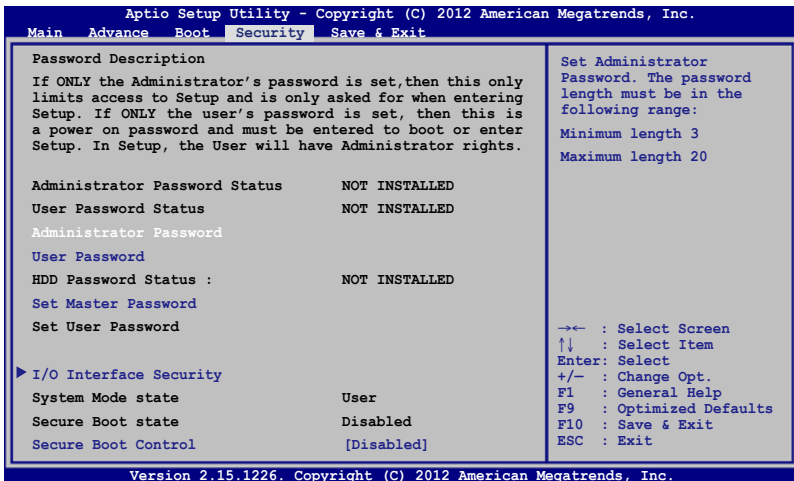 Aptio Setup Utility - Copyright (C) 2012 American Megatrends, Inc.
Main Advance Boot Security Save & Exit
Password Description
If ONLY the Administrator's password is set,then this only
limits access to Setup and is only asked for when entering
Setup. If ONLY the user's password is set, then this is
a power on password and must be entered to boot or enter
Setup. In Setup, the User will have Administrator rights.
Administrator Password Status NOT INSTALLED
User Password Status NOT INSTALLED
Administrator Password
User Password
HDD Password Status : NOT INSTALLED
Set Master Password
Set User Password
I/O Interface Security
System Mode state User
Secure Boot state Disabled
Secure Boot Control [Disabled]
Set Administrator
Password. The password
length must be in the
following range:
Minimum length 3
Maximum length 20
→← : Select Screen
↑↓ : Select Item
Enter: Select
+/— : Change Opt.
F1 : General Help
F9 : Optimized Defaults
F10 : Save & Exit
ESC : Exit
Version 2.15.1226. Copyright (C) 2012 American Megatrends, Inc.